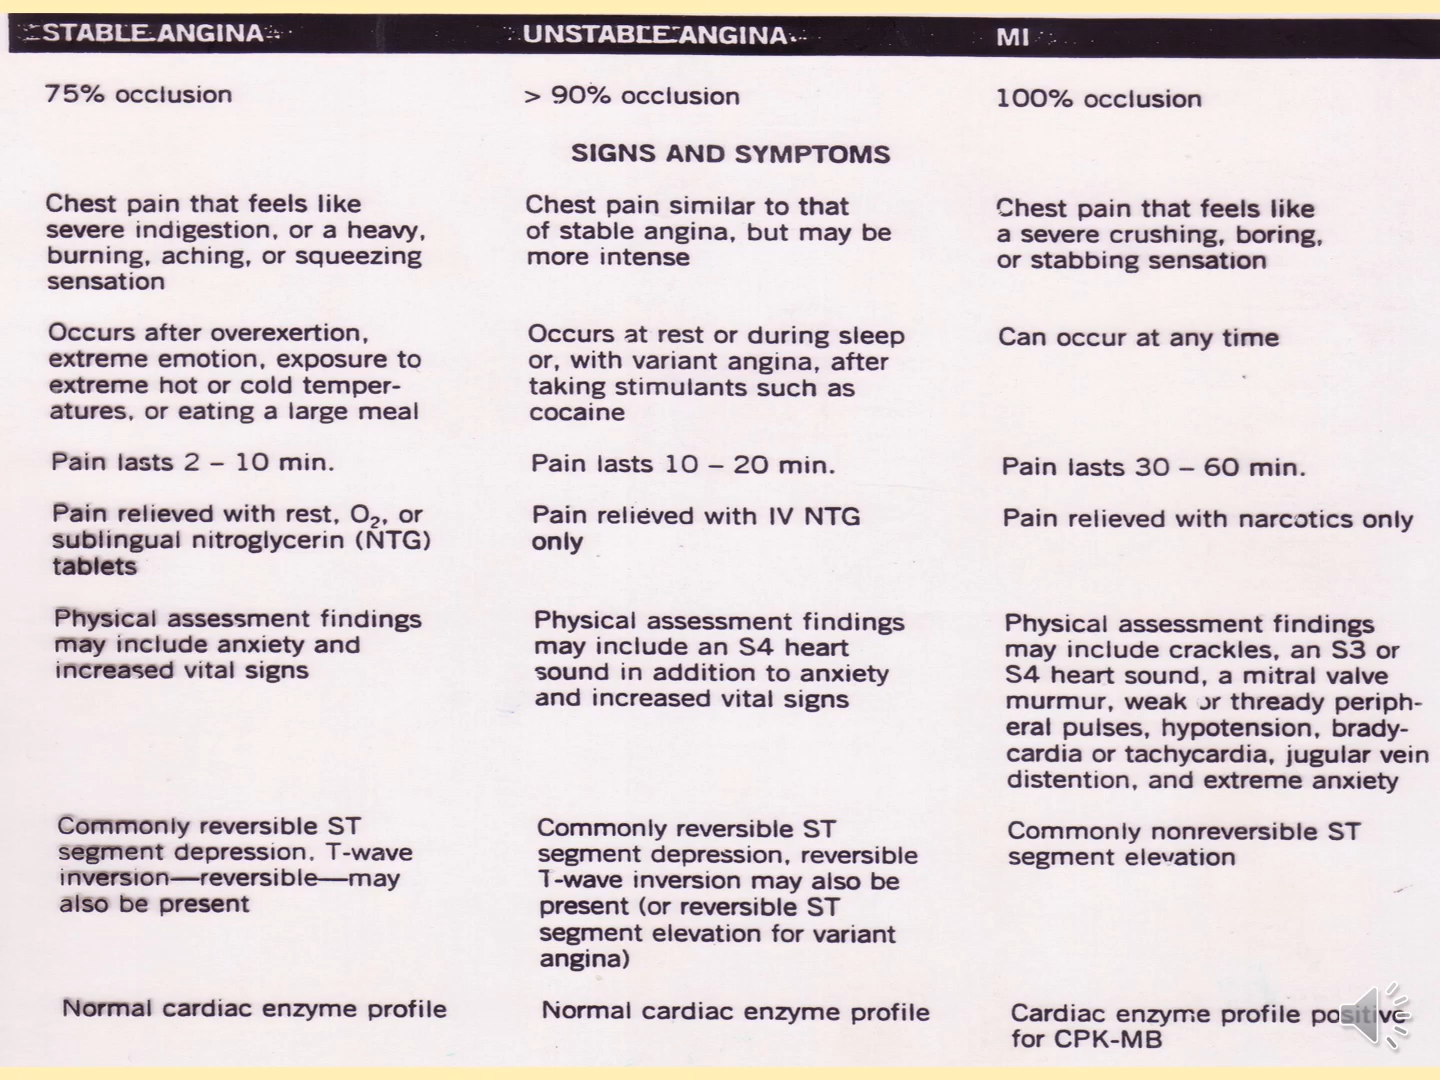 STABLE ANGINA
UNSTABLE ANGINA
MI
75% occlusion
> 90% occlusion
100% occlusion
SIGNS AND SYMPTOMS
Chest pain that feels like
severe indigestion, or a heavy,
burning, aching, or squeezing
sensation
Chest pain similar to that
of stable angina, but may be
more intense
Chest pain that feels like
a severe crushing, boring,
or stabbing sensation
Occurs after overexertion,
extreme emotion, exposure to
extreme hot or cold temper-
atures, or eating a large meal
Occurs at rest or during sleep
or, with variant angina, after
taking stimulants such as
cocaine
Can occur at any time
Pain lasts 2 – 10 min.
Pain lasts 10 – 20 min.
Pain lasts 30 – 60 min.
Pain relieved with rest, O₂, or
sublingual nitroglycerin (NTG)
tablets
Pain relieved with IV NTG
only
Pain relieved with narcotics only
Physical assessment findings
may include anxiety and
increased vital signs
Physical assessment findings
may include an S4 heart
sound in addition to anxiety
and increased vital signs
Physical assessment findings
may include crackles, an S3 or
S4 heart sound, a mitral valve
murmur, weak or thready periph-
eral pulses, hypotension, brady-
cardia or tachycardia, jugular vein
distention, and extreme anxiety
Commonly reversible ST
segment depression. T-wave
inversion—reversible—may
also be present
Commonly reversible ST
segment depression, reversible
T-wave inversion may also be
present (or reversible ST
segment elevation for variant
angina)
Commonly nonreversible ST
segment elevation
Normal cardiac enzyme profile
Normal cardiac enzyme profile
Cardiac enzyme profile positive
for CPK-MB